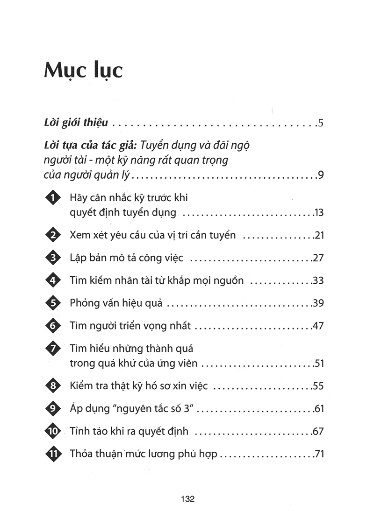 Mục lục
Lời giới thiệu ..................................5
Lời tựa của tác giả: Tuyển dụng và đãi ngộ
người tài - một kỹ năng rất quan trọng
của người quản lý ..................................9
1 Hãy cân nhắc kỹ trước khi
quyết định tuyển dụng ....................13
2 Xem xét yêu cầu của vị trí cần tuyển ............21
3 Lập bản mô tả công việc ....................27
4 Tìm kiếm nhân tài từ khắp mọi nguồn ............33
5 Phỏng vấn hiệu quả ......................39
6 Tìm người triển vọng nhất ..................47
7 Tìm hiểu những thành quả
trong quá khứ của ứng viên ................51
8 Kiểm tra thật kỹ hồ sơ xin việc ................55
9 Áp dụng "nguyên tắc số 3" ..................61
10 Tỉnh táo khi ra quyết định ..................67
11 Thỏa thuận mức lương phù hợp ..............71
132